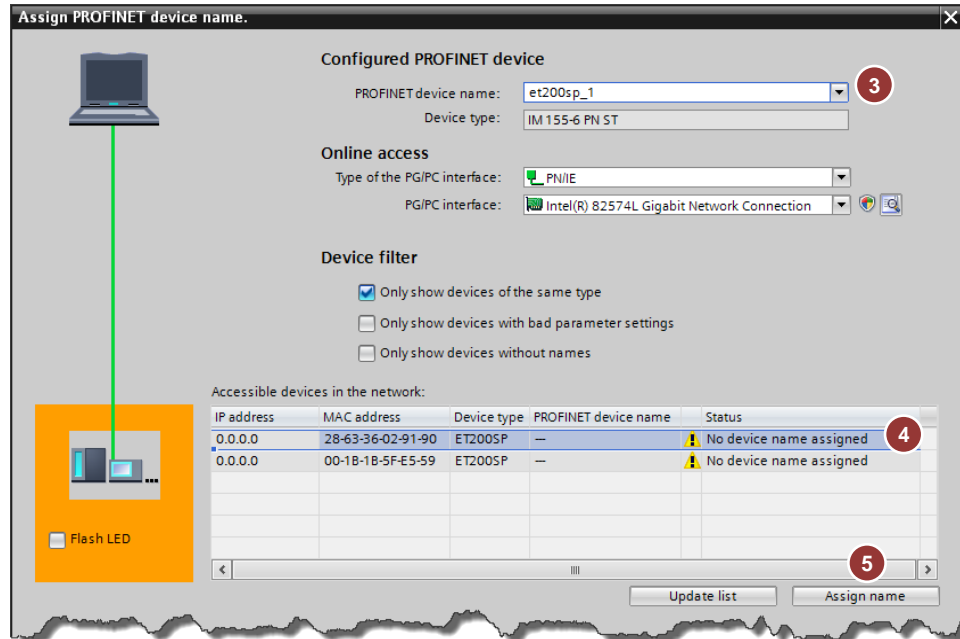 Assign PROFINET device name.
Configured PROFINET device
PROFINET device name: et200sp_1
3
Device type: IM 155-6 PN ST
Online access
Type of the PG/PC interface: PN/IE
PG/PC interface: Intel(R) 82574L Gigabit Network Connection
Device filter
Only show devices of the same type
Only show devices with bad parameter settings
Only show devices without names
Accessible devices in the network:
IP address MAC address Device type PROFINET device name Status
0.0.0.0 28-63-36-02-91-90 ET200SP — No device name assigned
4
0.0.0.0 00-1B-1B-5F-E5-59 ET200SP — No device name assigned
Flash LED
5
Update list Assign name